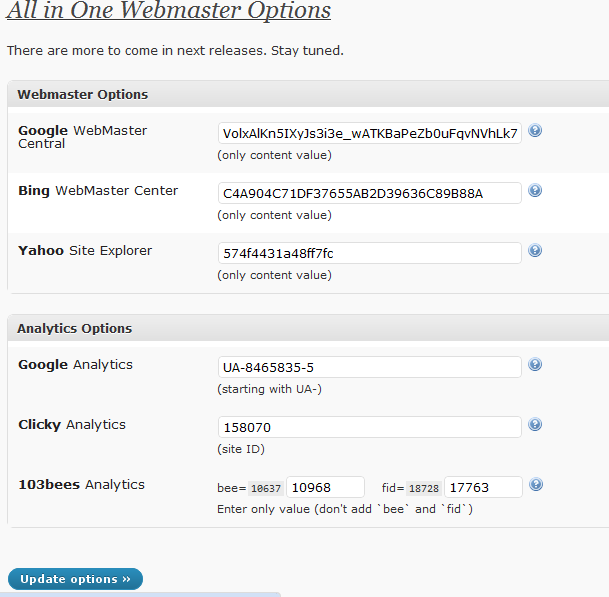 All in One Webmaster Options
There are more to come in next releases. Stay tuned.
Webmaster Options
Google WebMaster Central
VolxAlKn5IXyJs3i3e_wATKBaPeZb0uFqvNVhLk7
(only content value)
Bing WebMaster Center
C4A904C71DF37655AB2D39636C89B88A
(only content value)
Yahoo Site Explorer
574f4431a48ff7fc
(only content value)
Analytics Options
Google Analytics
UA-8465835-5
(starting with UA-)
Clicky Analytics
158070
(site ID)
103bees Analytics
bee= 10637 10968 fid= 18728 17763
Enter only value (don't add `bee` and `fid`)
Update options »